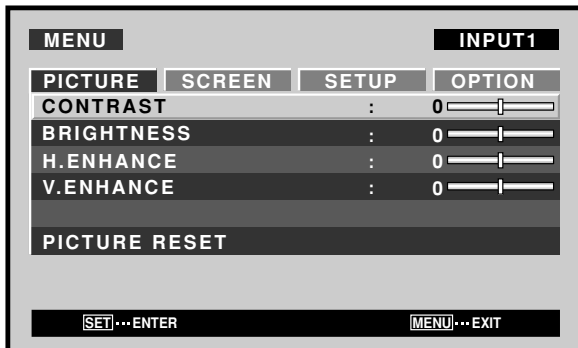 MENU INPUT1
PICTURE SCREEN SETUP OPTION
CONTRAST : 0
BRIGHTNESS : 0
H.ENHANCE : 0
V.ENHANCE : 0
PICTURE RESET
SET···ENTER MENU···EXIT